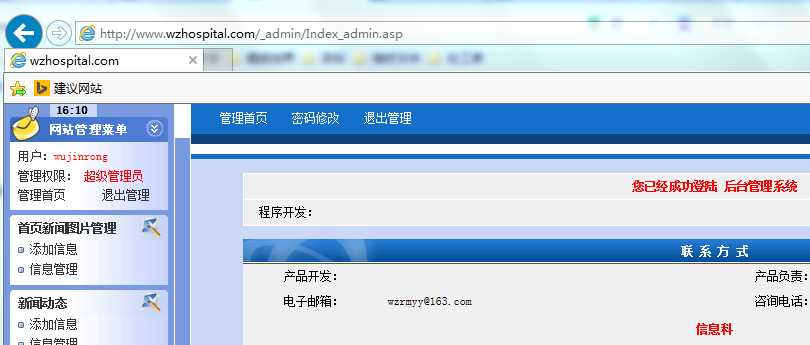 http://www.wzhospital.com/_admin/Index_admin.asp
wzhospital.com
建议网站
16:10
网站管理菜单
管理首页 密码修改 退出管理
用户：wujinrong
管理权限： 超级管理员
管理首页 退出管理
您已经成功登陆 后台管理系统
程序开发：
首页新闻图片管理
添加信息
信息管理
联 系 方 式
产品开发： 产品负责：
电子邮箱： wzrmyy@163.com 咨询电话：
新闻动态
添加信息
信息科
信息管理